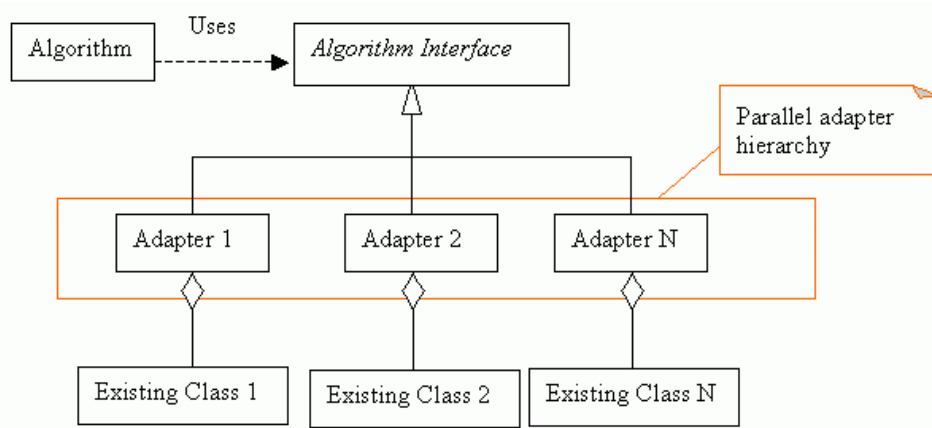 Uses
Algorithm
Algorithm Interface
Parallel adapter
hierarchy
Adapter 1
Adapter 2
Adapter N
Existing Class 1
Existing Class 2
Existing Class N